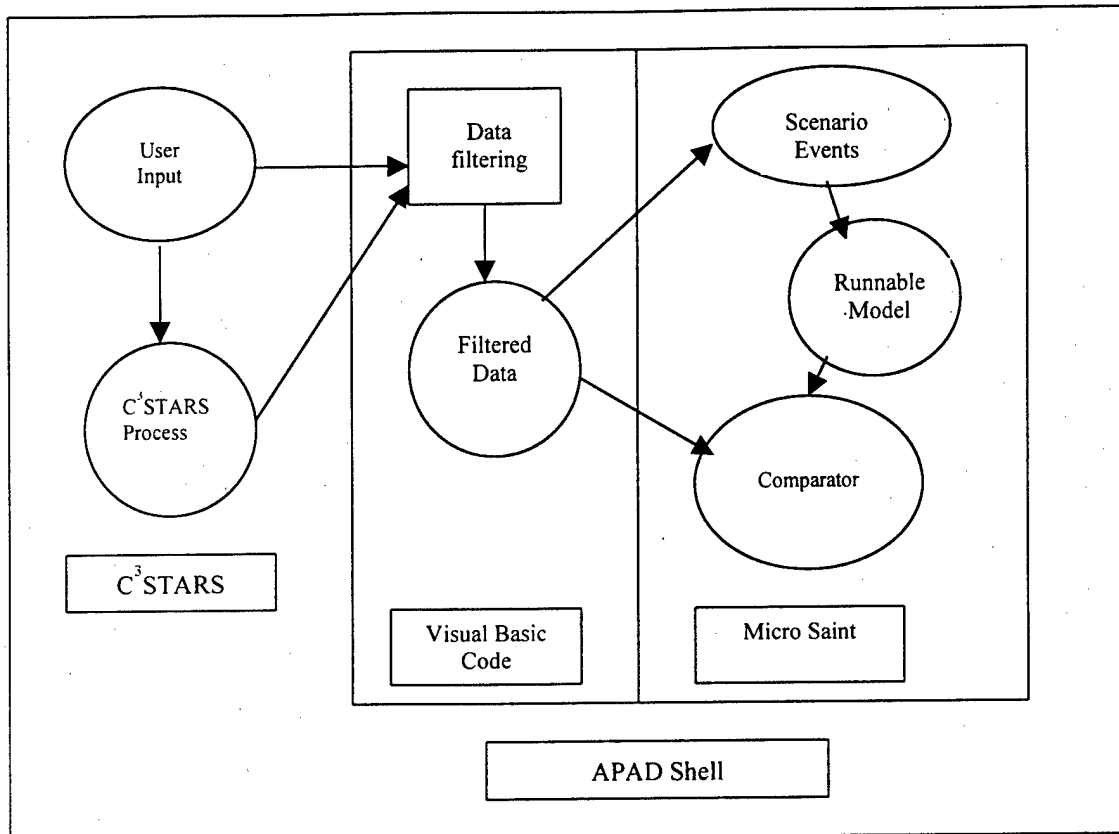 User
Input
C³STARS
Process
C³STARS
Data
filtering
Filtered
Data
Visual Basic
Code
Scenario
Events
Runnable
Model
Comparator
Micro Saint
APAD Shell